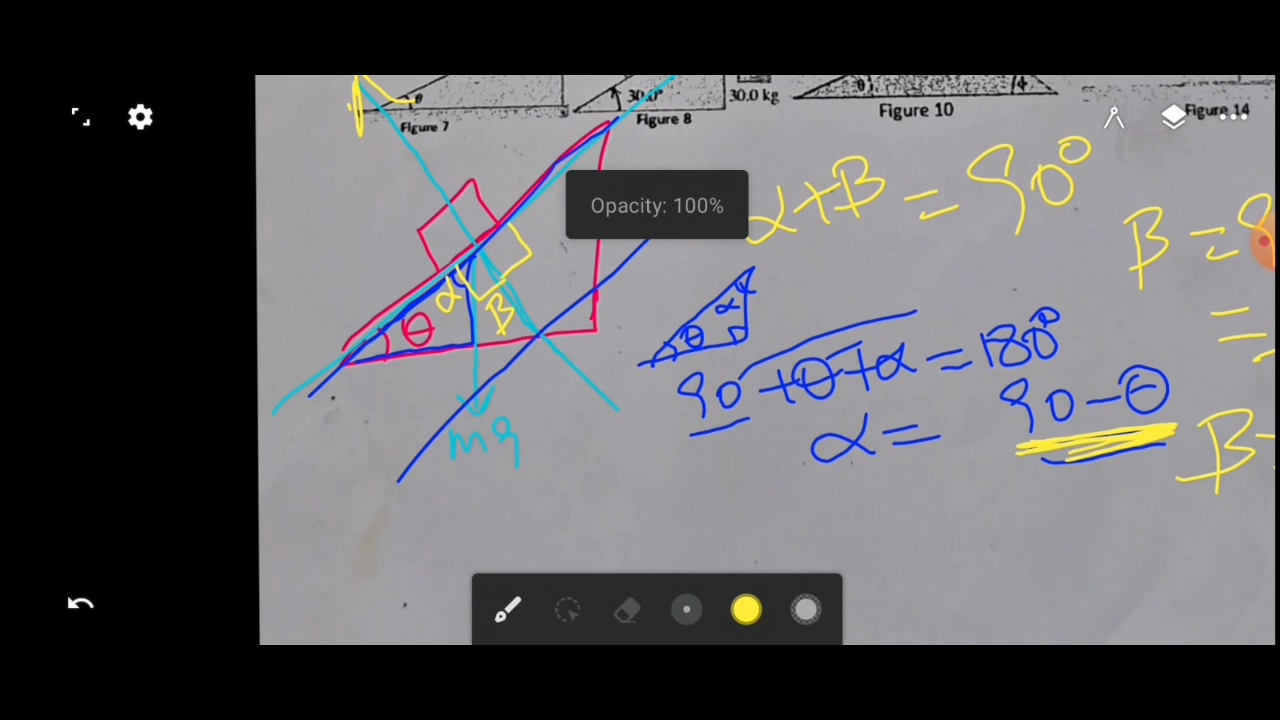 θ
30.0°
30.0 kg
θ
ϕ
Figure 7
Figure 8
Figure 10
Figure 14
Opacity: 100%
α+β = 90°
β = 9
=
α
β
θ
mg
θ
α
90 + θ + α = 180°
α = 90 - θ
β =